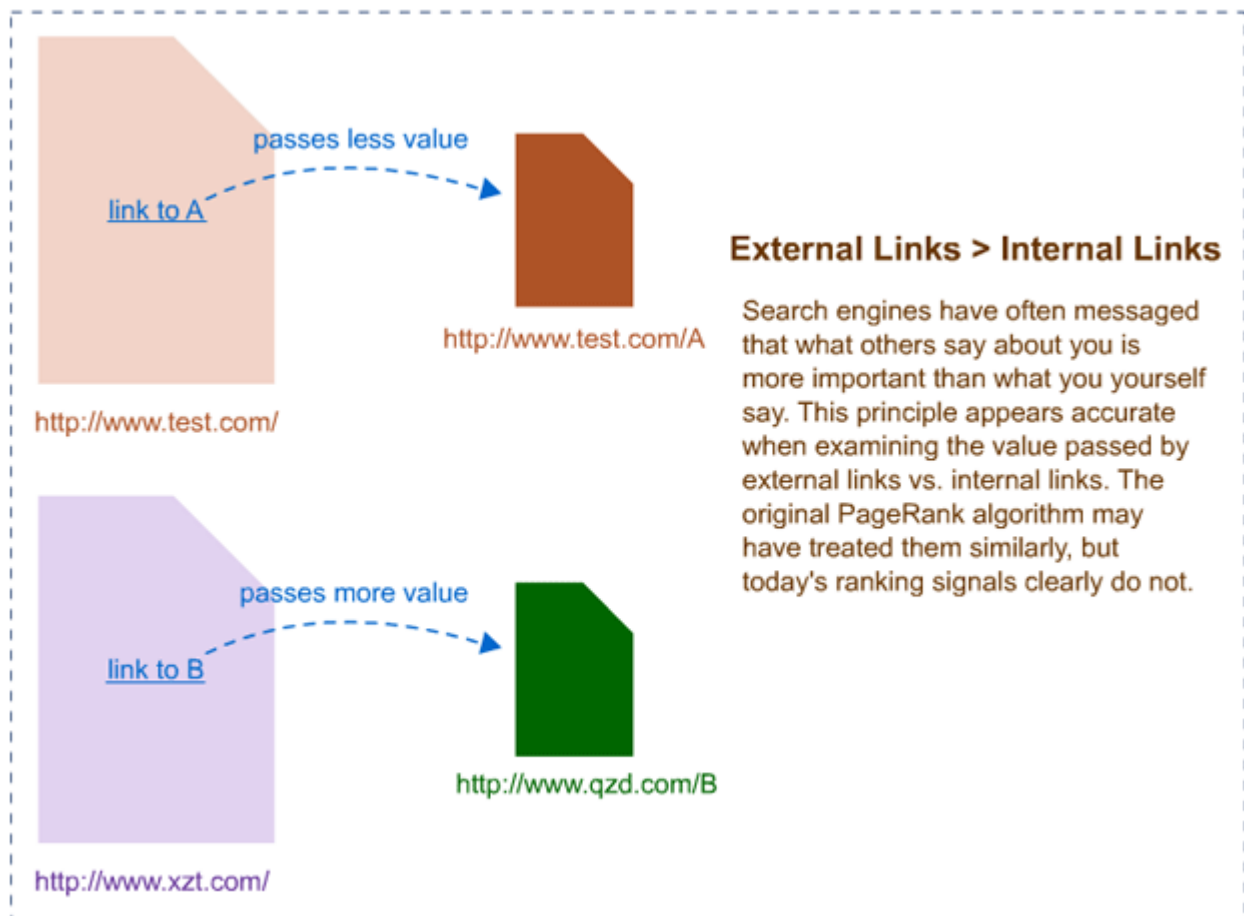 passes less value
link to A
http://www.test.com/A
http://www.test.com/
External Links > Internal Links
Search engines have often messaged
that what others say about you is
more important than what you yourself
say. This principle appears accurate
when examining the value passed by
external links vs. internal links. The
original PageRank algorithm may
have treated them similarly, but
today's ranking signals clearly do not.
passes more value
link to B
http://www.qzd.com/B
http://www.xzt.com/